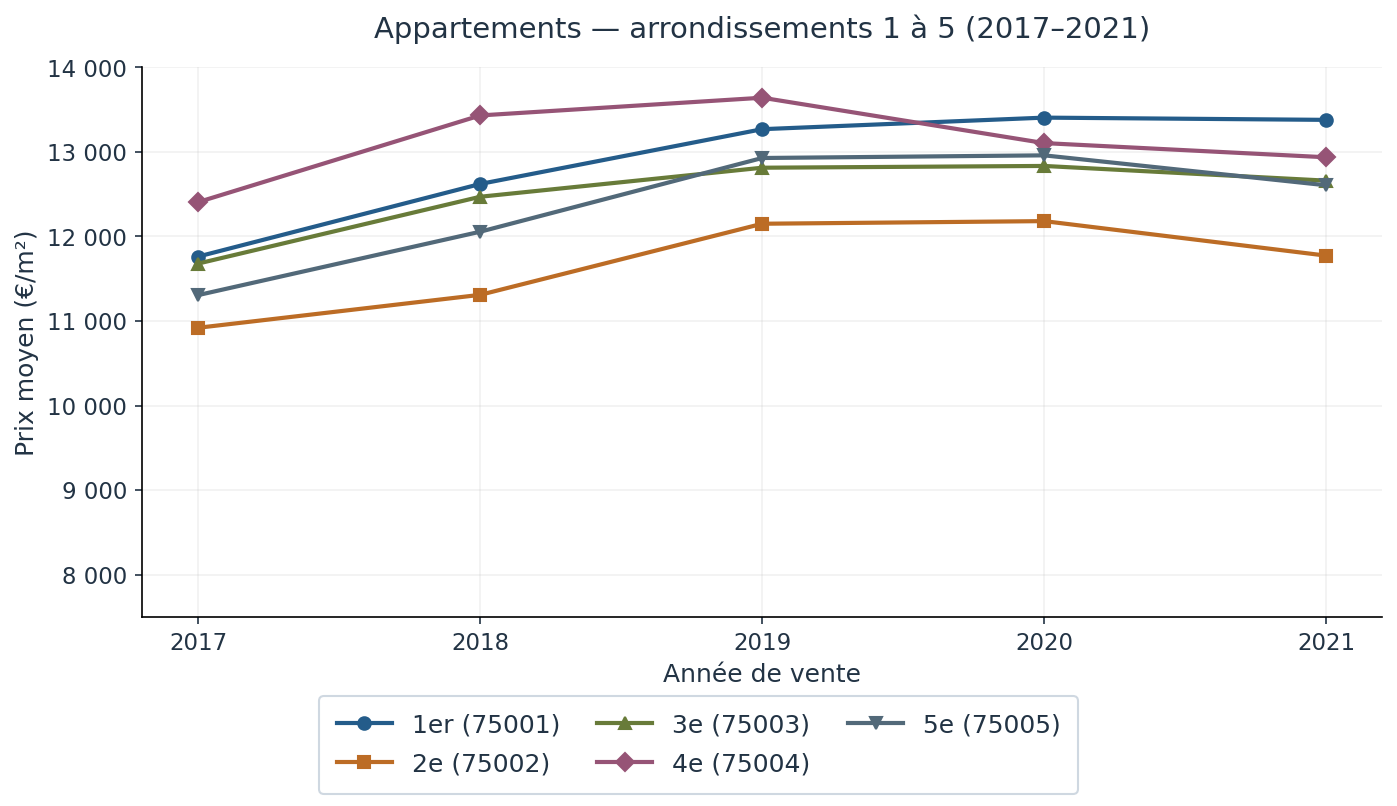 Appartements — arrondissements 1 à 5 (2017–2021)
Prix moyen (€/m²)
14 000
13 000
12 000
11 000
10 000
9 000
8 000
2017 2018 2019 2020 2021
Année de vente
1er (75001) 3e (75003) 5e (75005)
2e (75002) 4e (75004)